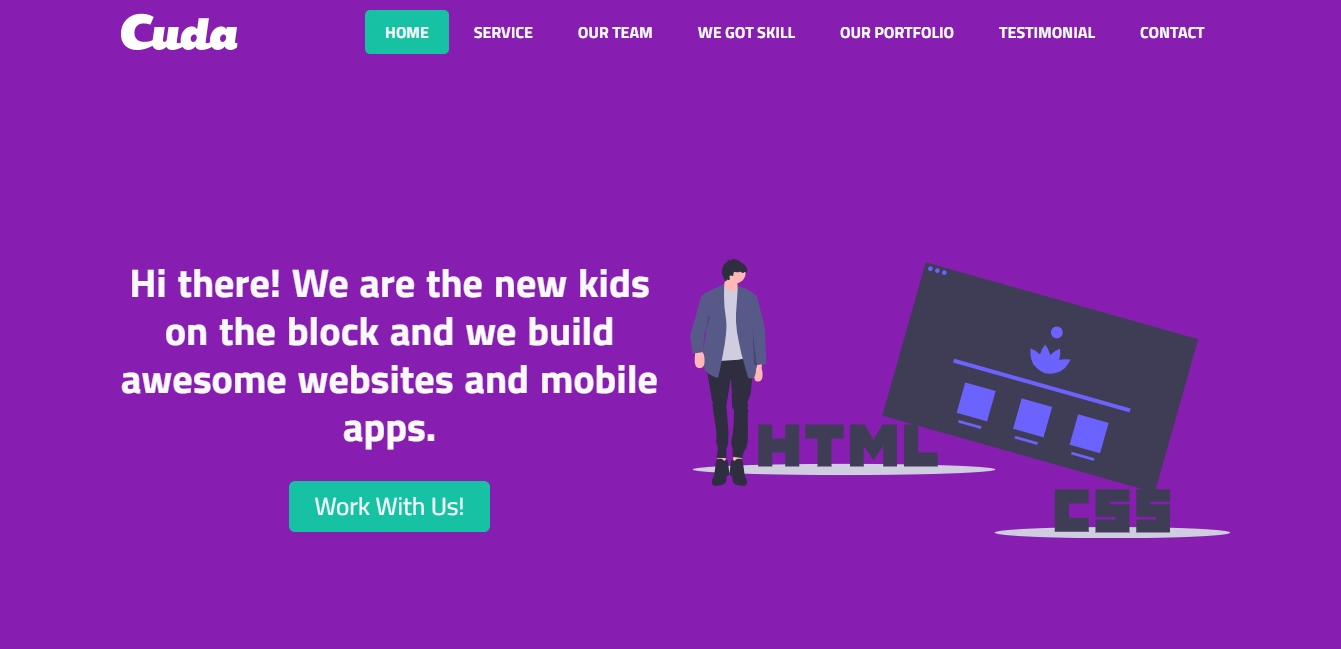 Cuda
HOME SERVICE OUR TEAM WE GOT SKILL OUR PORTFOLIO TESTIMONIAL CONTACT
Hi there! We are the new kids
on the block and we build
awesome websites and mobile
apps.
Work With Us!
HTML
CSS